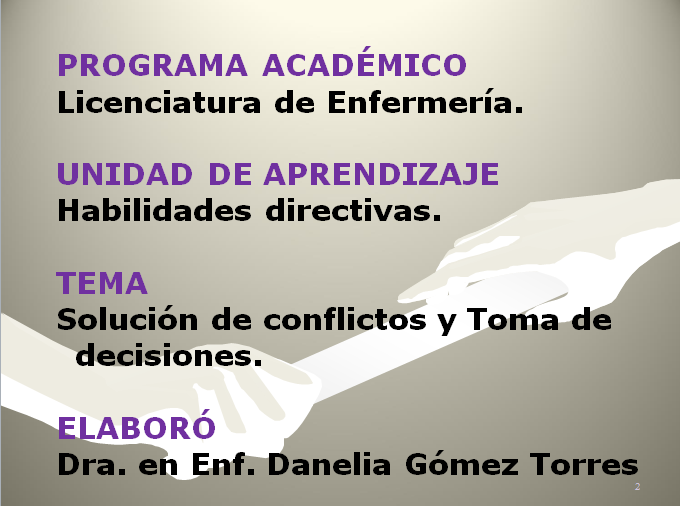 PROGRAMA ACADÉMICO
Licenciatura de Enfermería.
UNIDAD DE APRENDIZAJE
Habilidades directivas.
TEMA
Solución de conflictos y Toma de
decisiones.
ELABORÓ
Dra. en Enf. Danelia Gómez Torres
2